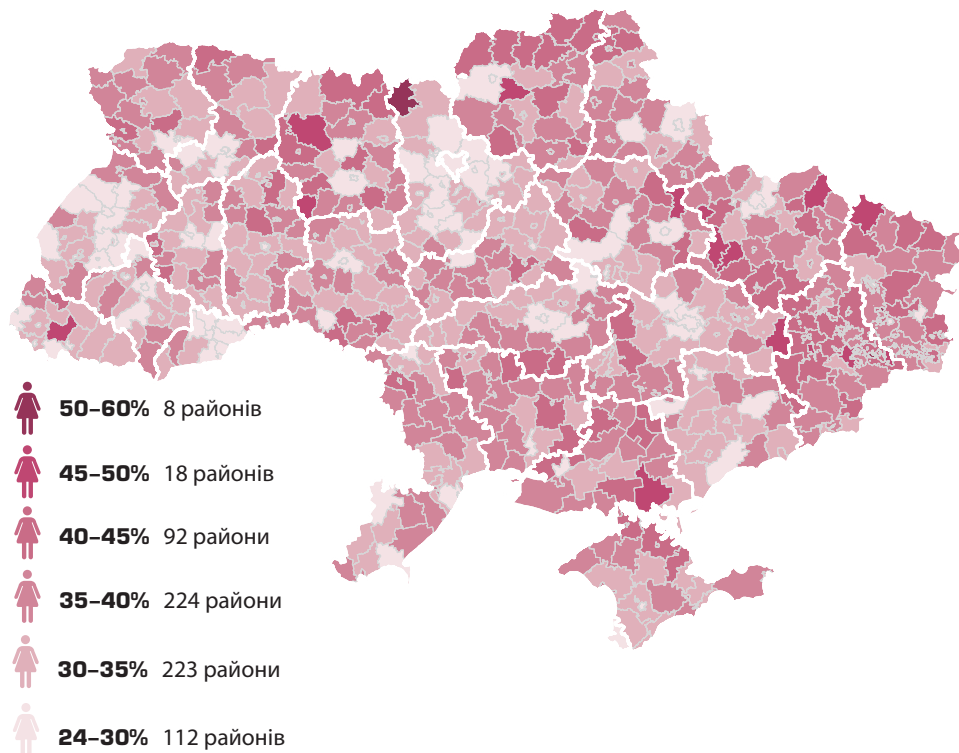 50–60% 8 районів
45–50% 18 районів
40–45% 92 райони
35–40% 224 райони
30–35% 223 райони
24–30% 112 районів